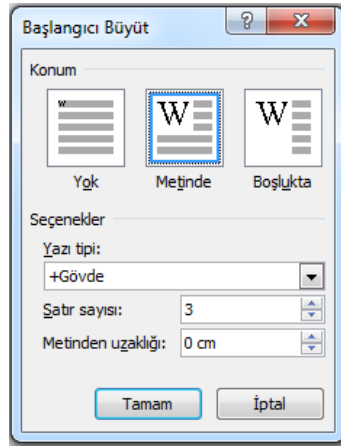 Başlangıcı Büyüt
Konum
W W W
Yok Metinde Boşlukta
Seçenekler
Yazı tipi:
+Gövde
Satır sayısı: 3
Metinden uzaklığı: 0 cm
Tamam İptal